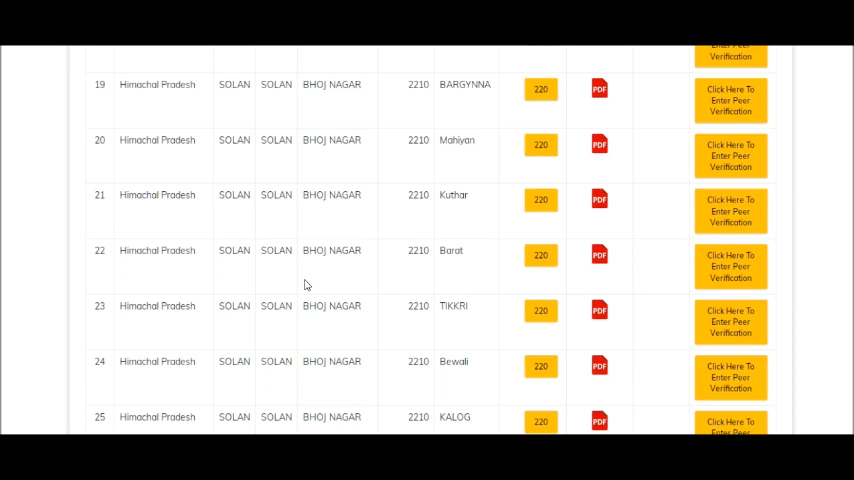 Enter Peer
Verification
19 Himachal Pradesh SOLAN SOLAN BHOJ NAGAR 2210 BARGYNNA 220 PDF Click Here To
Enter Peer
Verification
20 Himachal Pradesh SOLAN SOLAN BHOJ NAGAR 2210 Mahiyan 220 PDF Click Here To
Enter Peer
Verification
21 Himachal Pradesh SOLAN SOLAN BHOJ NAGAR 2210 Kuthar 220 PDF Click Here To
Enter Peer
Verification
22 Himachal Pradesh SOLAN SOLAN BHOJ NAGAR 2210 Barat 220 PDF Click Here To
Enter Peer
Verification
23 Himachal Pradesh SOLAN SOLAN BHOJ NAGAR 2210 TIKKRI 220 PDF Click Here To
Enter Peer
Verification
24 Himachal Pradesh SOLAN SOLAN BHOJ NAGAR 2210 Bewali 220 PDF Click Here To
Enter Peer
Verification
25 Himachal Pradesh SOLAN SOLAN BHOJ NAGAR 2210 KALOG 220 PDF Click Here To
Enter Peer